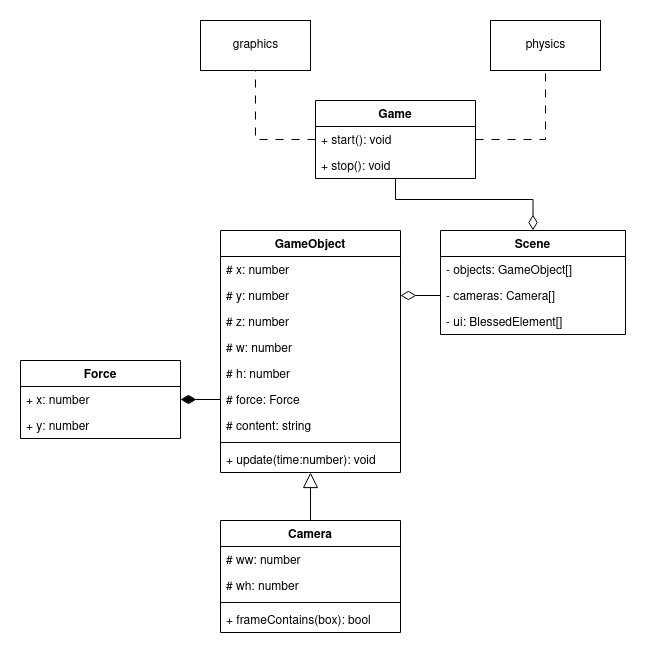 graphics
physics
Game
+ start(): void
+ stop(): void
GameObject
# x: number
# y: number
# z: number
# w: number
# h: number
# force: Force
# content: string
+ update(time:number): void
Scene
- objects: GameObject[]
- cameras: Camera[]
- ui: BlessedElement[]
Force
+ x: number
+ y: number
Camera
# ww: number
# wh: number
+ frameContains(box): bool